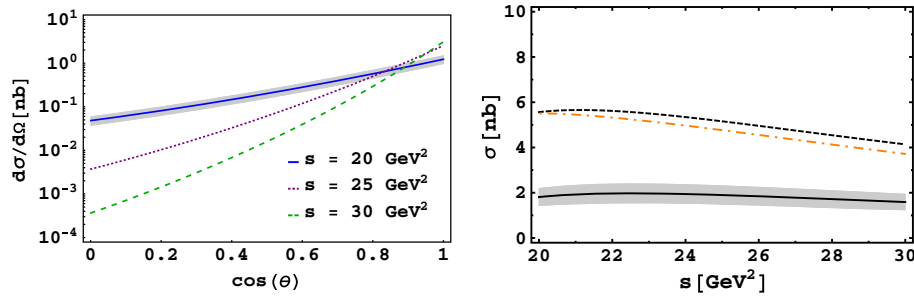 dσ/dΩ[nb]
10¹
10⁰
10⁻¹
10⁻²
10⁻³
10⁻⁴
s = 20 GeV²
s = 25 GeV²
s = 30 GeV²
0 0.2 0.4 0.6 0.8 1
cos(θ)
σ[nb]
10
8
6
4
2
0
20 22 24 26 28 30
s[GeV²]